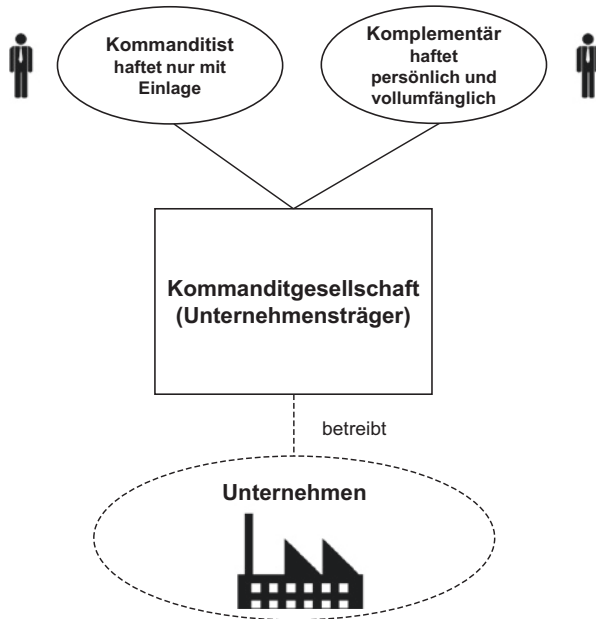 Kommanditist
haftet nur mit
Einlage
Komplementär
haftet
persönlich und
vollumfänglich
Kommanditgesellschaft
(Unternehmensträger)
betreibt
Unternehmen